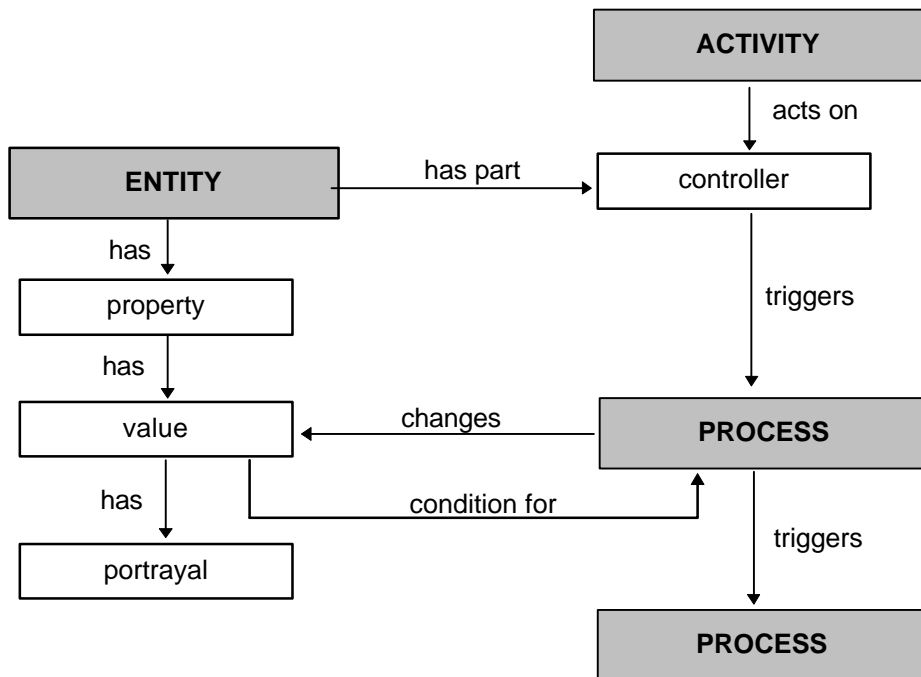 ACTIVITY
acts on
has part
controller
ENTITY
has
property
triggers
has
value
changes
PROCESS
has
condition for
triggers
portrayal
PROCESS